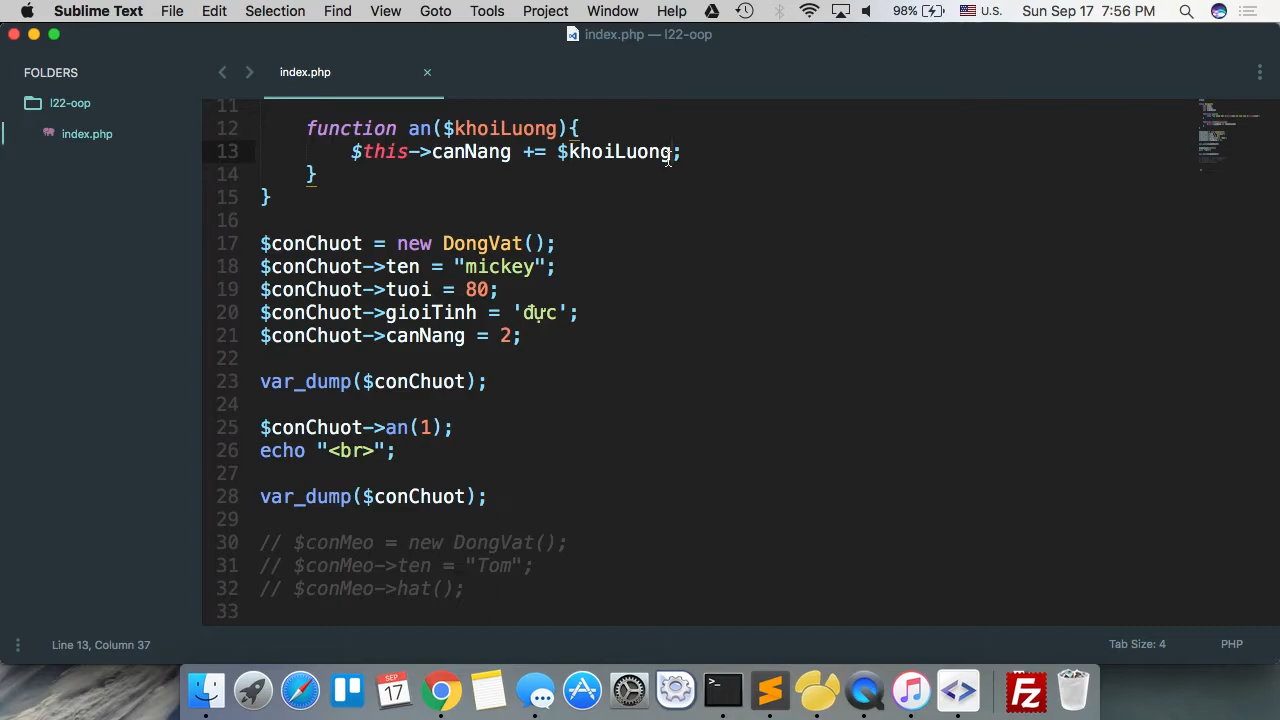 Sublime Text File Edit Selection Find View Goto Tools Project Window Help 98% U.S. Sun Sep 17 7:56 PM
index.php — l22-oop
FOLDERS
l22-oop
index.php
index.php
11
12 function an($khoiLuong){
13 $this->canNang += $khoiLuong;
14 }
15 }
16
17 $conChuot = new DongVat();
18 $conChuot->ten = "mickey";
19 $conChuot->tuoi = 80;
20 $conChuot->gioiTinh = 'đực';
21 $conChuot->canNang = 2;
22
23 var_dump($conChuot);
24
25 $conChuot->an(1);
26 echo "<br>";
27
28 var_dump($conChuot);
29
30 // $conMeo = new DongVat();
31 // $conMeo->ten = "Tom";
32 // $conMeo->hat();
33
Line 13, Column 37 Tab Size: 4 PHP
SEP
17
Fz